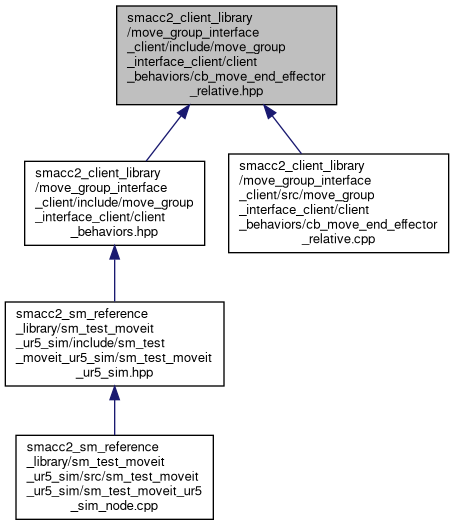 smacc2_client_library
/move_group_interface
_client/include/move_group
_interface_client/client
_behaviors/cb_move_end_effector
_relative.hpp
smacc2_client_library
/move_group_interface
_client/include/move_group
_interface_client/client
_behaviors.hpp
smacc2_client_library
/move_group_interface
_client/src/move_group
_interface_client/client
_behaviors/cb_move_end_effector
_relative.cpp
smacc2_sm_reference
_library/sm_test_moveit
_ur5_sim/include/sm_test
_moveit_ur5_sim/sm_test_moveit
_ur5_sim.hpp
smacc2_sm_reference
_library/sm_test_moveit
_ur5_sim/src/sm_test_moveit
_ur5_sim/sm_test_moveit_ur5
_sim_node.cpp